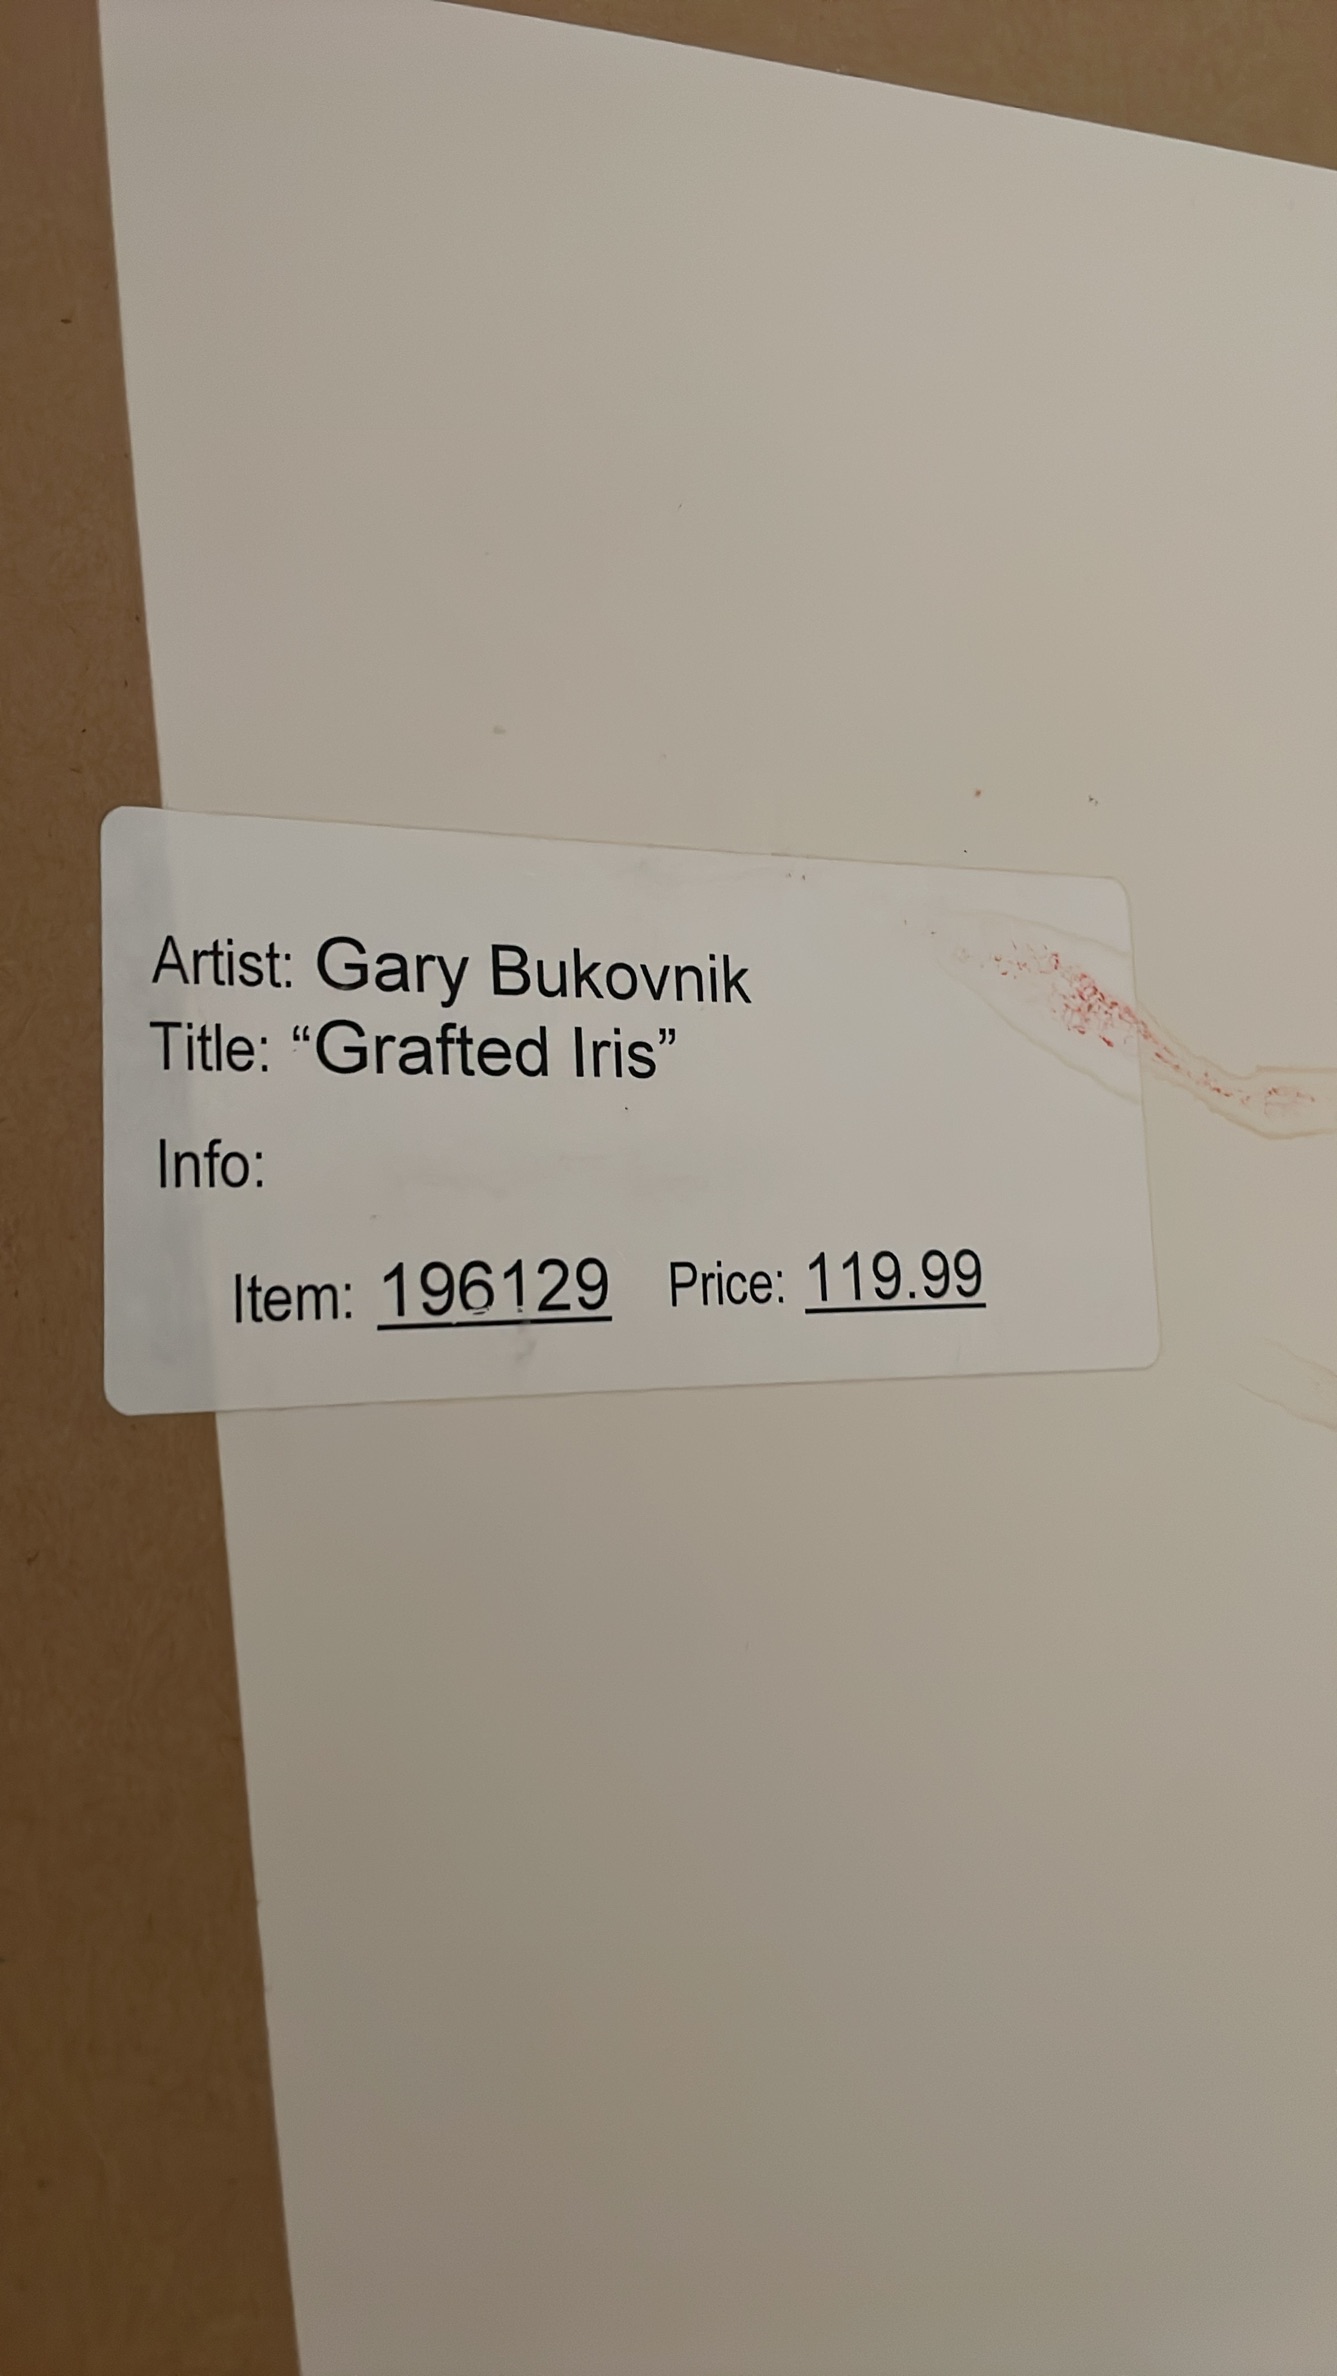 Artist: Gary Bukovnik
Title: “Grafted Iris”
Info:
Item: 196129 Price: 119.99